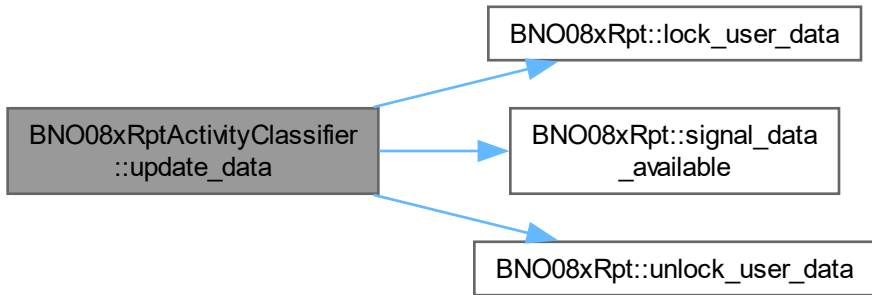 BNO08xRpt::lock_user_data
BNO08xRptActivityClassifier
::update_data
BNO08xRpt::signal_data
_available
BNO08xRpt::unlock_user_data